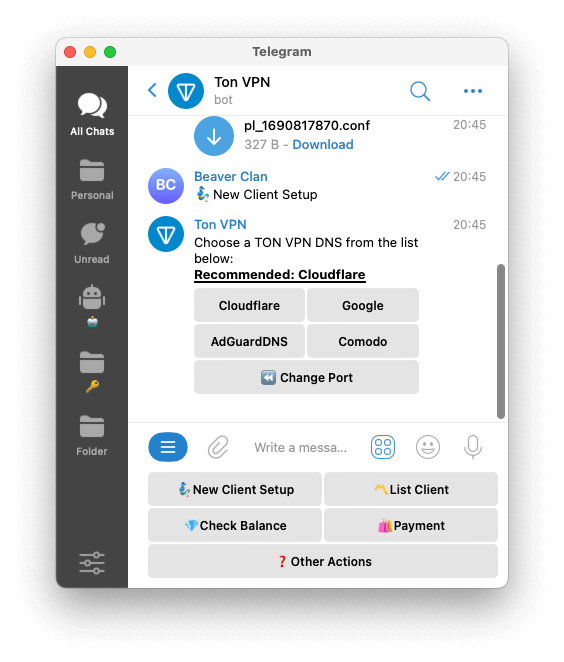 Telegram
All Chats
Personal
Unread
Folder
Ton VPN
bot
pl_1690817870.conf
20:45
327 B - Download
BC
Beaver Clan
20:45
🧞‍♂️ New Client Setup
Ton VPN
20:45
Choose a TON VPN DNS from the list
below:
Recommended: Cloudflare
Cloudflare
Google
AdGuardDNS
Comodo
⏪ Change Port
Write a messa...
🧞‍♂️New Client Setup
〽️List Client
💎Check Balance
🛍Payment
❓Other Actions